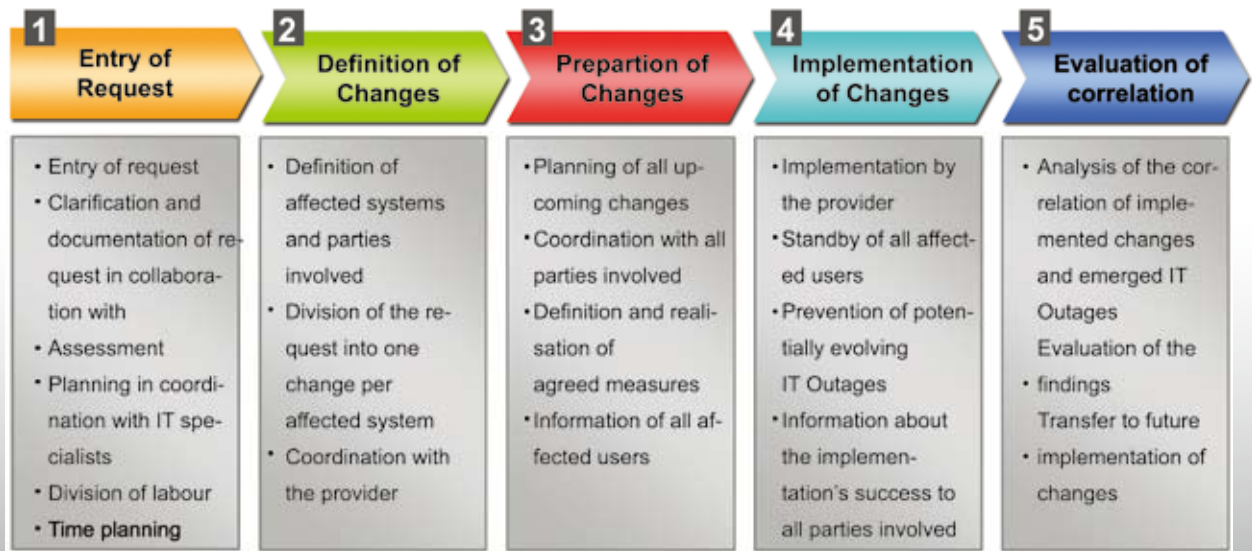 1
Entry of
Request
2
Definition of
Changes
3
Prepartion of
Changes
4
Implementation
of Changes
5
Evaluation of
correlation
• Entry of request
• Clarification and
documentation of re-
quest in collabora-
tion with
• Assessment
• Planning in coordi-
nation with IT spe-
cialists
• Division of labour
• Time planning
• Definition of
affected systems
and parties
involved
• Division of the re-
quest into one
change per
affected system
• Coordination with
the provider
• Planning of all up-
coming changes
• Coordination with all
parties involved
• Definition and reali-
sation of
agreed measures
• Information of all af-
fected users
• Implementation by
the provider
• Standby of all affect-
ed users
• Prevention of poten-
tially evolving
IT Outages
• Information about
the implemen-
tation's success to
all parties involved
• Analysis of the cor-
relation of imple-
mented changes
and emerged IT
Outages
Evaluation of the
• findings
Transfer to future
• implementation of
changes